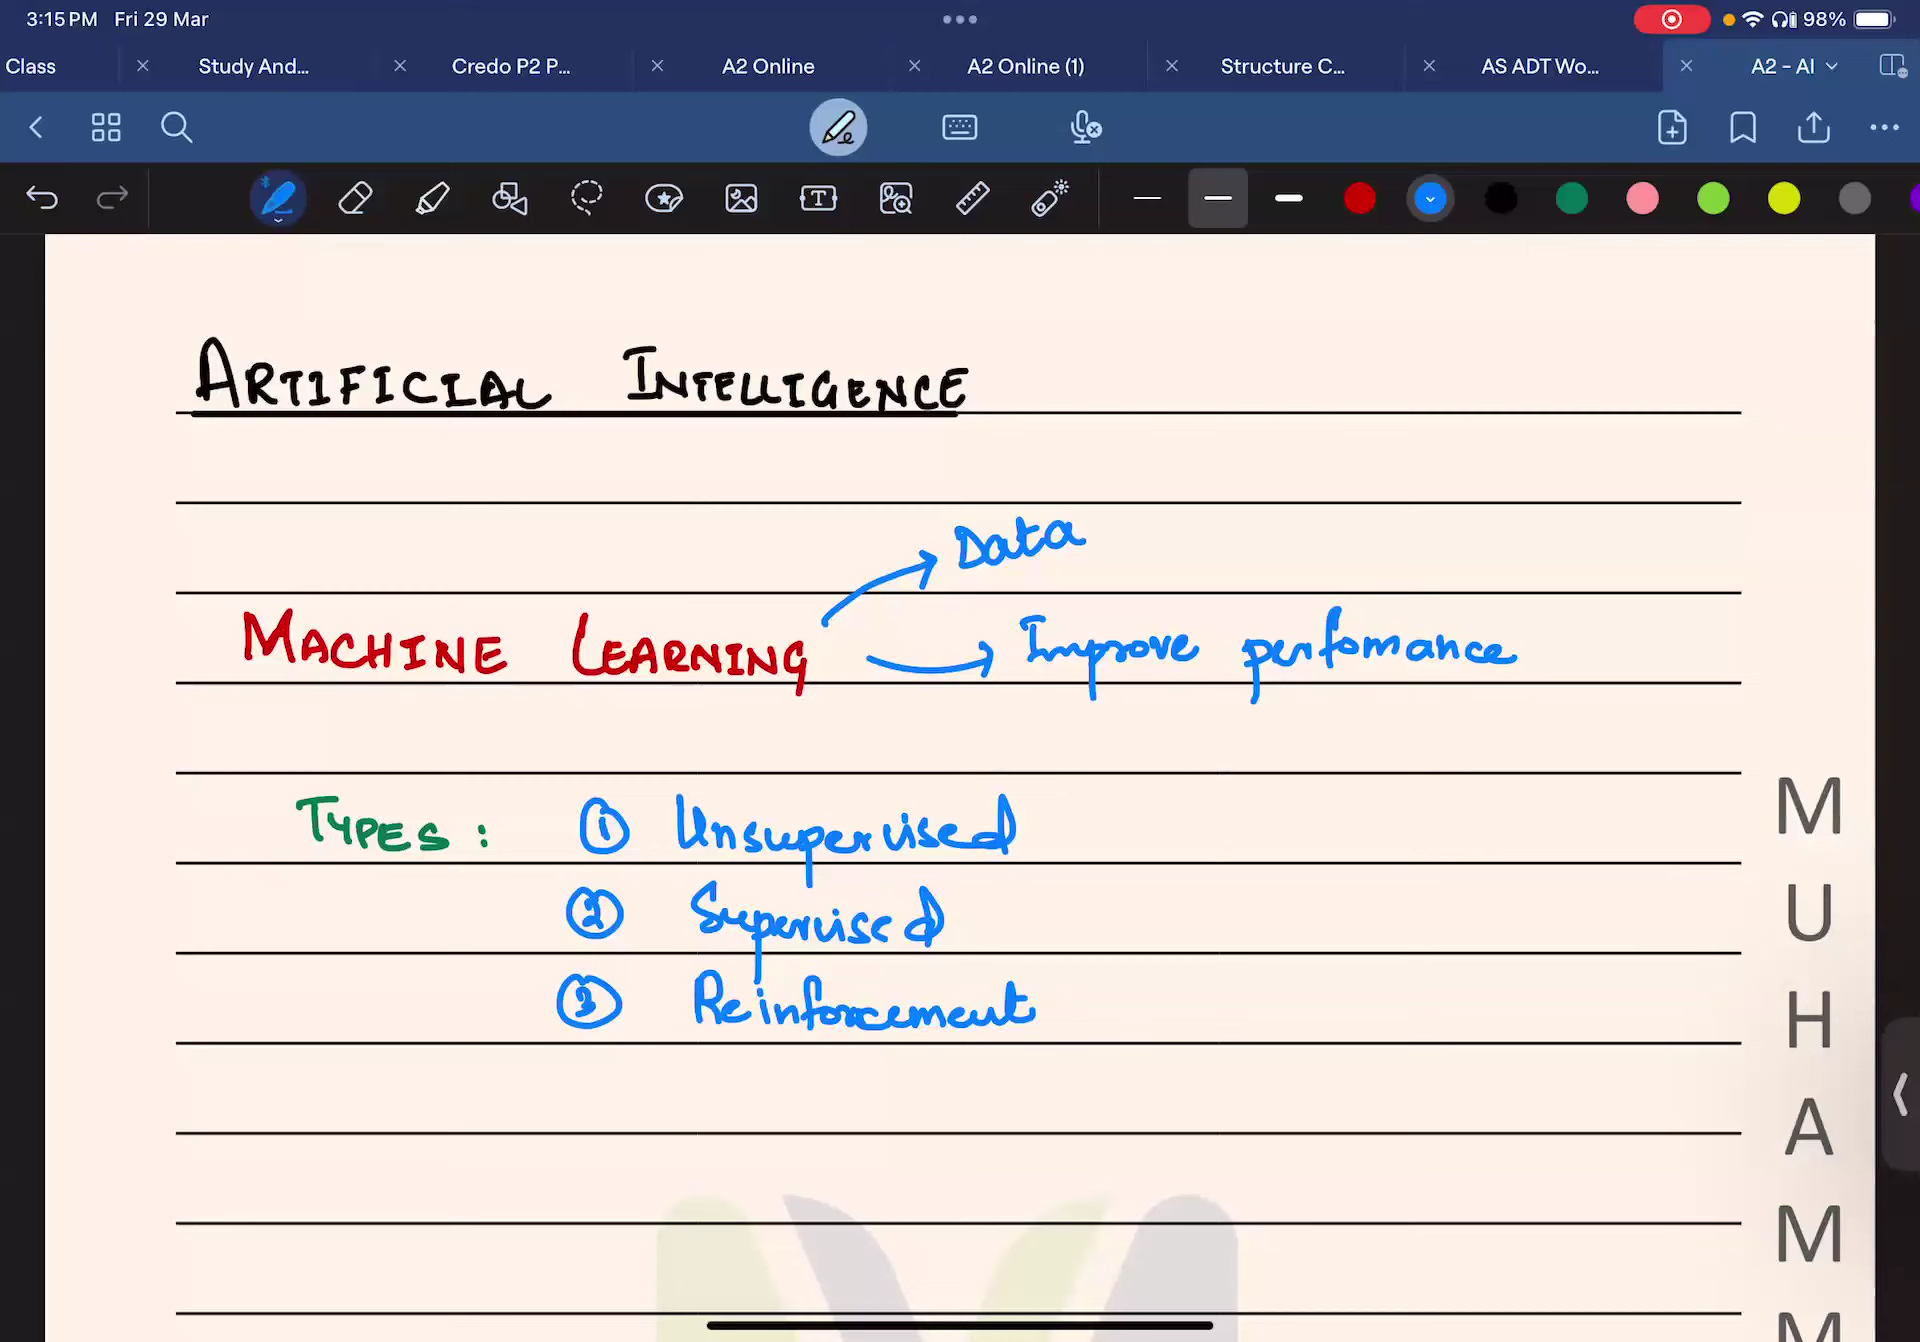 3:15 PM Fri 29 Mar 98%
Class Study And... Credo P2 P... A2 Online A2 Online (1) Structure C... AS ADT Wo... A2 - AI
ARTIFICIAL INTELLIGENCE
Data
MACHINE LEARNING Improve perfomance
TYPES: 1 Unsupervised
2 Supervised
3 Reinforcement
M
U
H
A
M
M